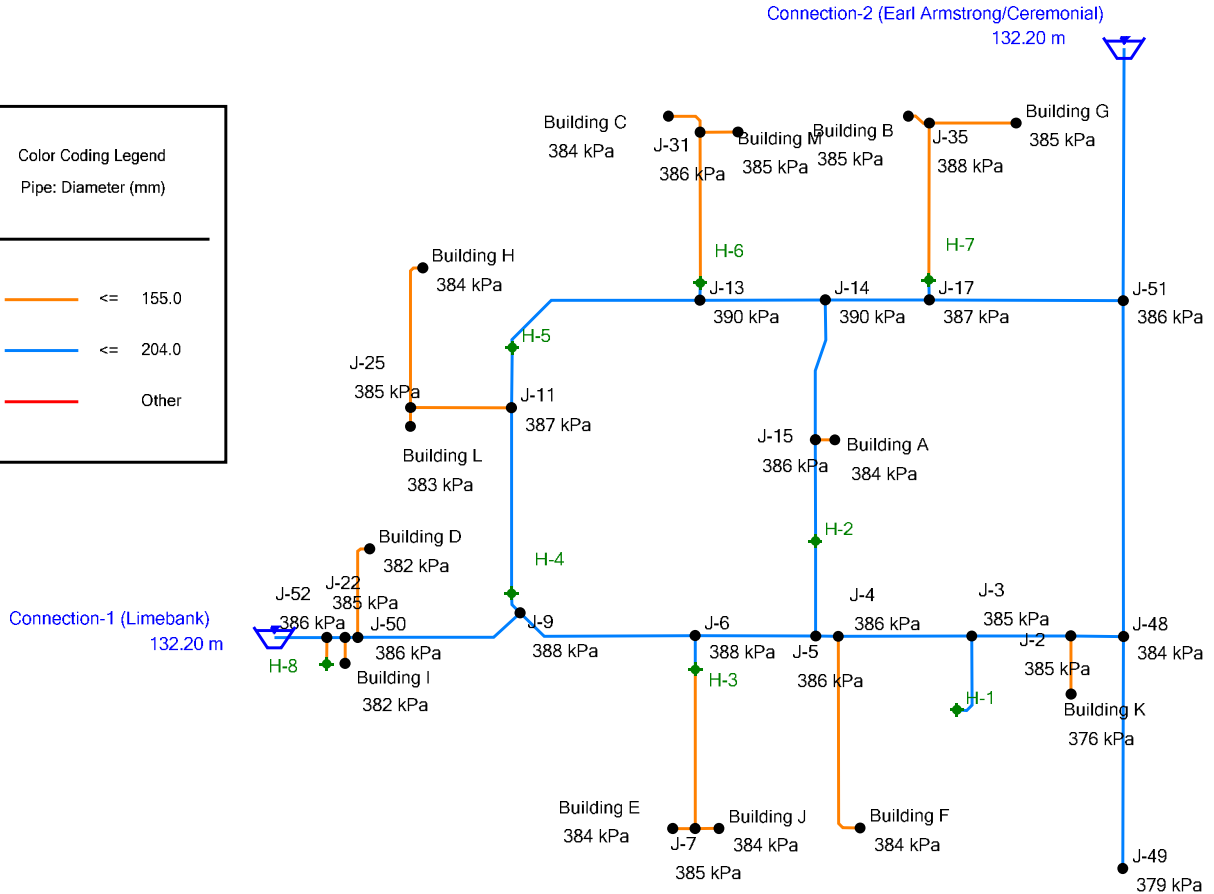 Connection-2 (Earl Armstrong/Ceremonial)
132.20 m
Color Coding Legend
Pipe: Diameter (mm)
<= 155.0
<= 204.0
Other
Building C
384 kPa
J-31
386 kPa
Building M
385 kPa
Building B
385 kPa
J-35
388 kPa
Building G
385 kPa
Building H
384 kPa
H-6
H-7
J-13
390 kPa
J-14
390 kPa
J-17
387 kPa
J-51
386 kPa
H-5
J-25
385 kPa
J-11
387 kPa
Building L
383 kPa
J-15
386 kPa
Building A
384 kPa
Building D
382 kPa
H-4
H-2
J-52
386 kPa
J-22
385 kPa
Connection-1 (Limebank)
132.20 m
J-50
386 kPa
J-9
388 kPa
J-6
388 kPa
J-5
386 kPa
J-4
386 kPa
J-3
385 kPa
J-2
385 kPa
J-48
384 kPa
H-8
Building I
382 kPa
H-3
H-1
Building K
376 kPa
Building E
384 kPa
J-7
385 kPa
Building J
384 kPa
Building F
384 kPa
J-49
379 kPa